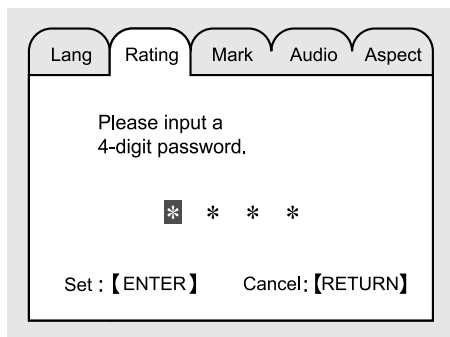 Lang Rating Mark Audio Aspect
Please input a
4-digit password.
* * * *
Set :【ENTER】 Cancel:【RETURN】